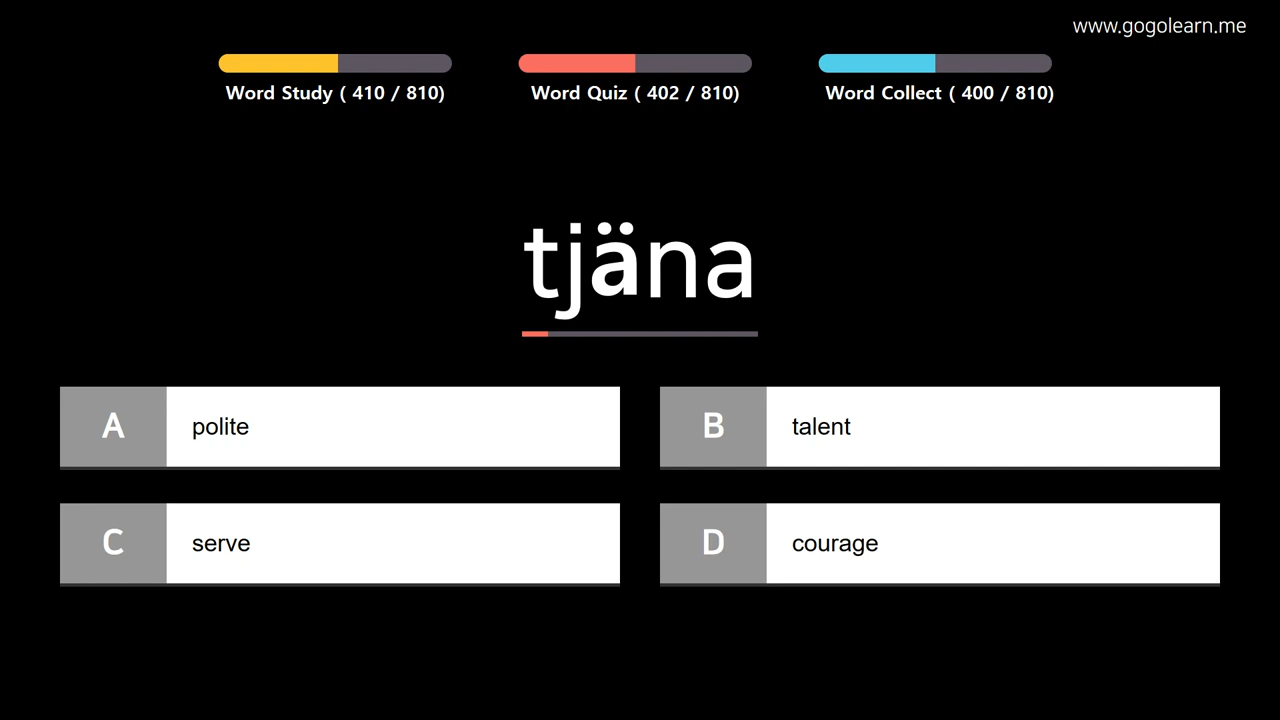 www.gogolearn.me
Word Study ( 410 / 810)
Word Quiz ( 402 / 810)
Word Collect ( 400 / 810)
tjäna
A polite
B talent
C serve
D courage